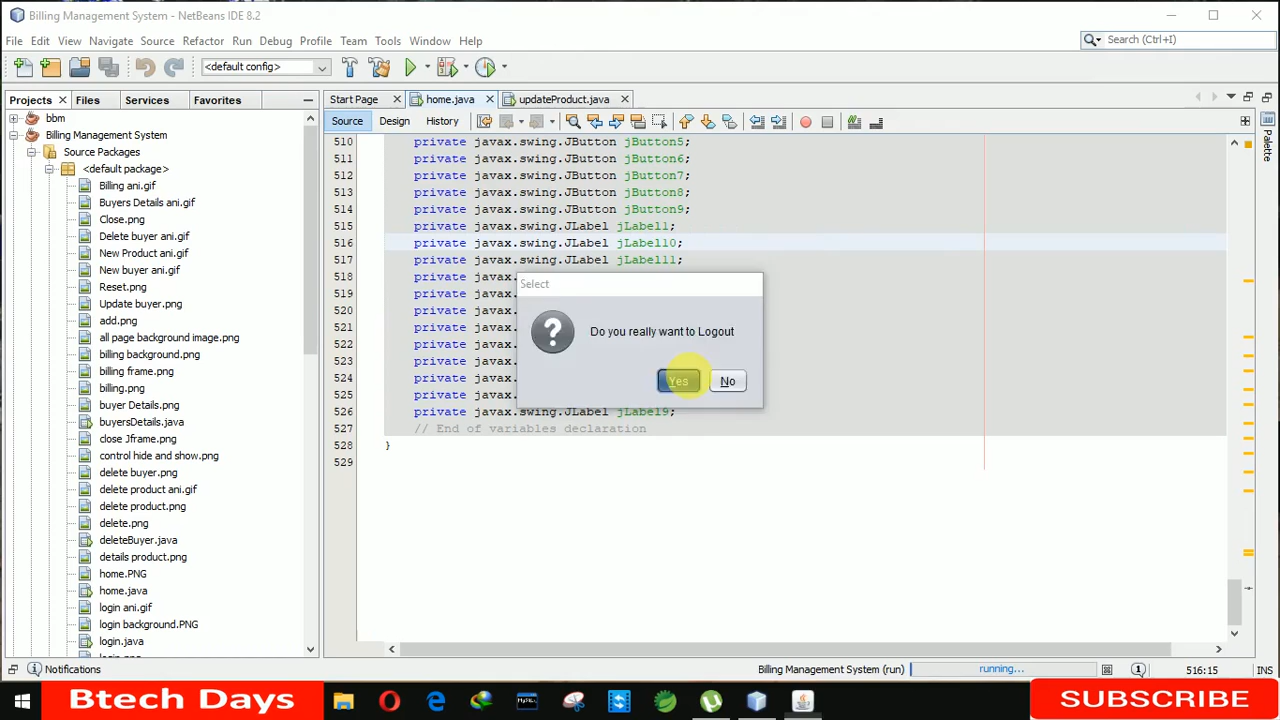 Billing Management System - NetBeans IDE 8.2
File Edit View Navigate Source Refactor Run Debug Profile Team Tools Window Help
Search (Ctrl+I)
<default config>
Projects Files Services Favorites
Start Page home.java updateProduct.java
Source Design History
Palette
bbm
Billing Management System
Source Packages
<default package>
Billing ani.gif
Buyers Details ani.gif
Close.png
Delete buyer ani.gif
New Product ani.gif
New buyer ani.gif
Reset.png
Update buyer.png
add.png
all page background image.png
billing background.png
billing frame.png
billing.png
buyer Details.png
buyersDetails.java
close Jframe.png
control hide and show.png
delete buyer.png
delete product ani.gif
delete product.png
delete.png
deleteBuyer.java
details product.png
home.PNG
home.java
login ani.gif
login background.PNG
login.java
510 private javax.swing.JButton jButton5;
511 private javax.swing.JButton jButton6;
512 private javax.swing.JButton jButton7;
513 private javax.swing.JButton jButton8;
514 private javax.swing.JButton jButton9;
515 private javax.swing.JLabel jLabel1;
516 private javax.swing.JLabel jLabel10;
517 private javax.swing.JLabel jLabel11;
518 private javax.
519 private javax.
520 private javax.
521 private javax.
522 private javax.
523 private javax.
524 private javax.
525 private javax.
526 private javax.swing.JLabel jLabel9;
527 // End of variables declaration
528 }
529
Select
Do you really want to Logout
Yes No
Notifications
Billing Management System (run) running... 516:15 INS
Btech Days
SUBSCRIBE